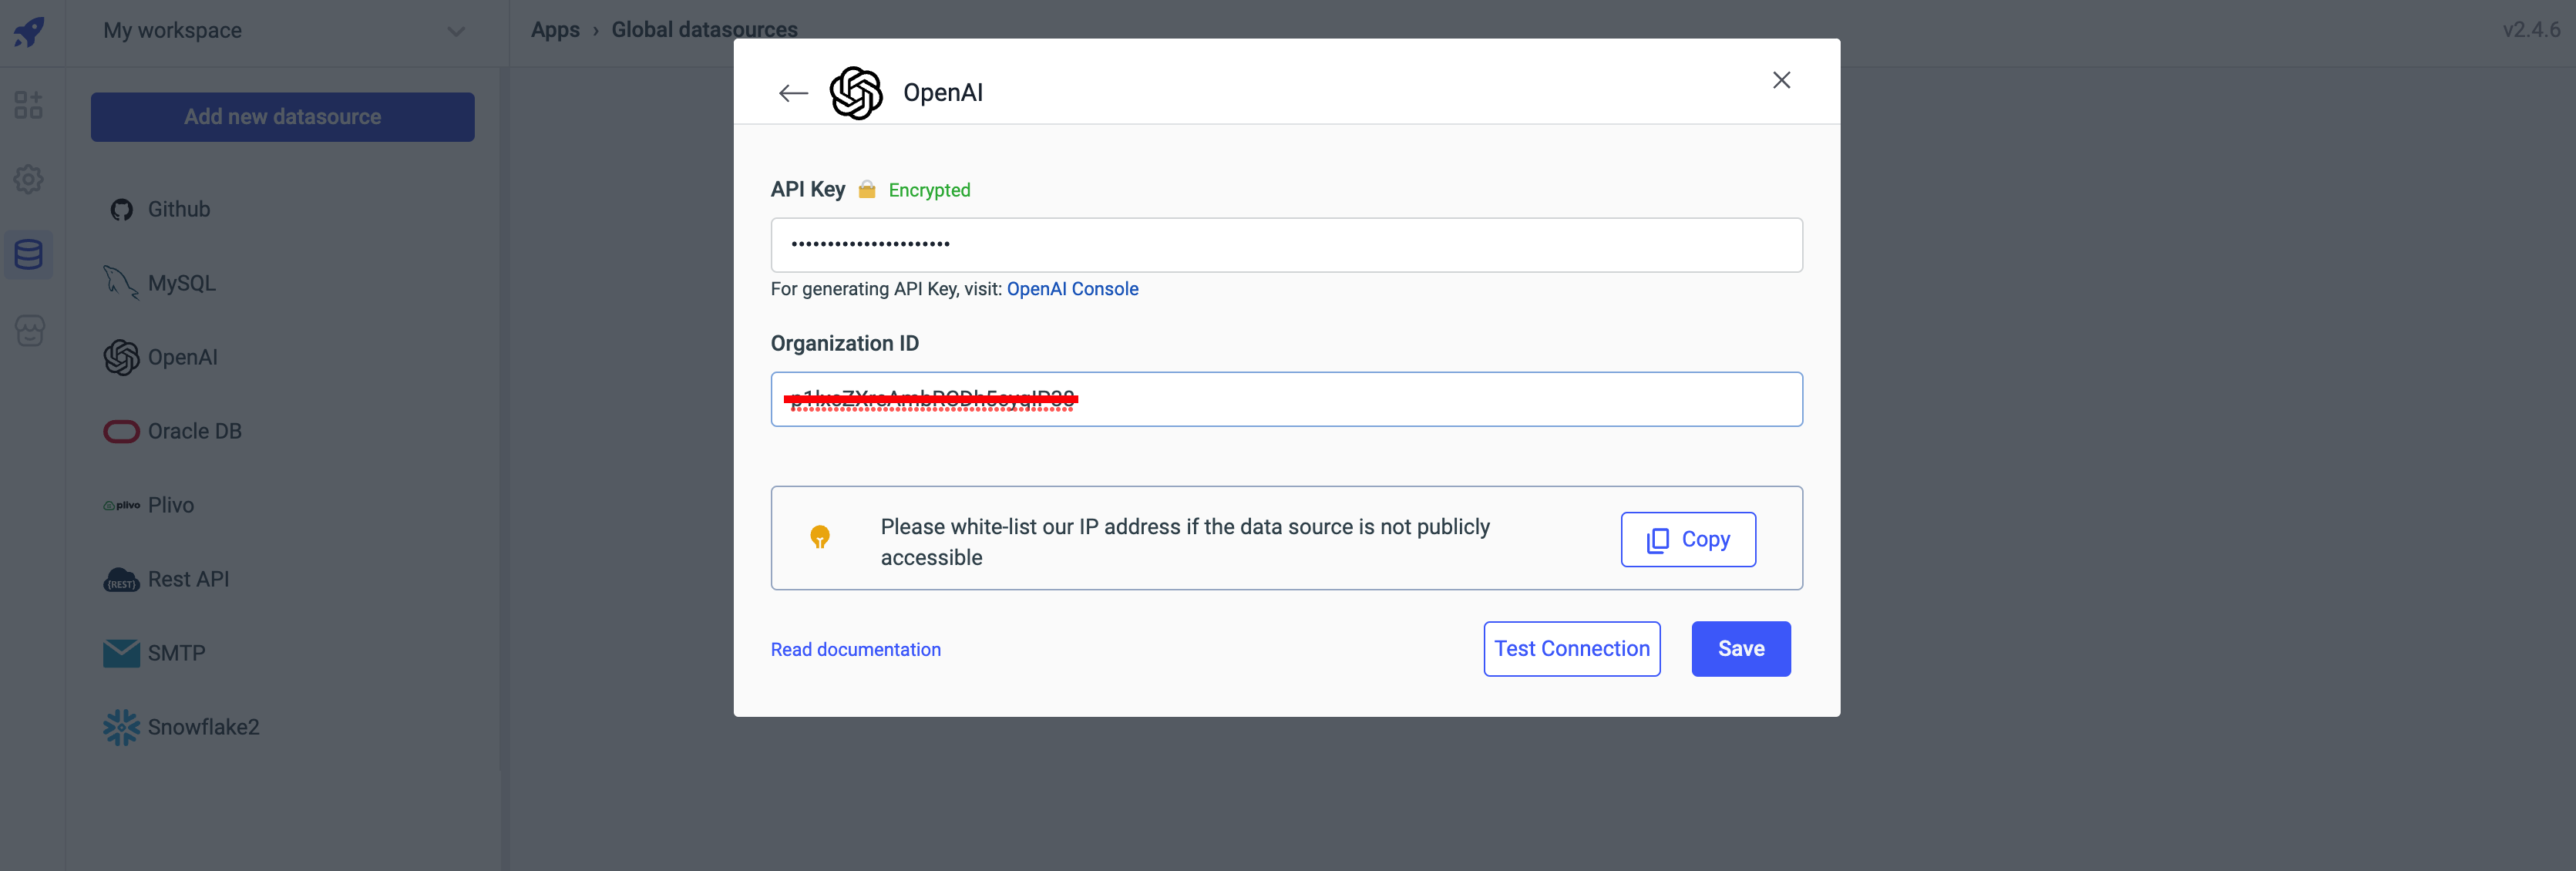 My workspace
Apps › Global datasources
v2.4.6
Add new datasource
Github
MySQL
OpenAI
Oracle DB
plivo Plivo
{REST} Rest API
SMTP
Snowflake2
OpenAI
API Key Encrypted
••••••••••••••••••••••
For generating API Key, visit: OpenAI Console
Organization ID
Please white-list our IP address if the data source is not publicly
accessible
Copy
Read documentation
Test Connection
Save